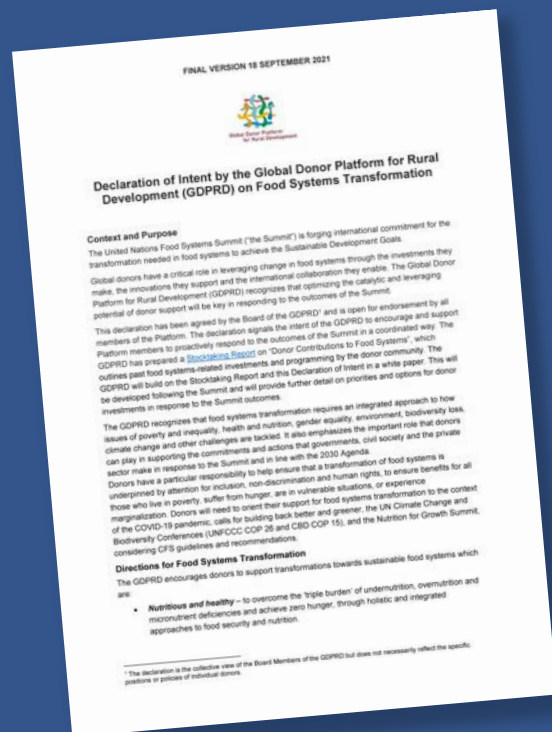 FINAL VERSION 18 SEPTEMBER 2021
Global Donor Platform
for Rural Development
Declaration of Intent by the Global Donor Platform for Rural
Development (GDPRD) on Food Systems Transformation
Context and Purpose
The United Nations Food Systems Summit ("the Summit") is forging international commitment for the
transformation needed in food systems to achieve the Sustainable Development Goals.
Global donors have a critical role in leveraging change in food systems through the investments they
make, the innovations they support and the international collaboration they enable. The Global Donor
Platform for Rural Development (GDPRD) recognizes that optimizing the catalytic and leveraging
potential of donor support will be key in responding to the outcomes of the Summit.
This declaration has been agreed by the Board of the GDPRD¹ and is open for endorsement by all
members of the Platform. The declaration signals the intent of the GDPRD to encourage and support
Platform members to proactively respond to the outcomes of the Summit in a coordinated way. The
GDPRD has prepared a Stocktaking Report on "Donor Contributions to Food Systems", which
outlines past food systems-related investments and programming by the donor community. The
GDPRD will build on the Stocktaking Report and this Declaration of Intent in a white paper. This will
be developed following the Summit and will provide further detail on priorities and options for donor
investments in response to the Summit outcomes.
The GDPRD recognizes that food systems transformation requires an integrated approach to how
issues of poverty and inequality, health and nutrition, gender equality, environment, biodiversity loss,
climate change and other challenges are tackled. It also emphasizes the important role that donors
can play in supporting the commitments and actions that governments, civil society and the private
sector make in response to the Summit and in line with the 2030 Agenda.
Donors have a particular responsibility to help ensure that a transformation of food systems is
underpinned by attention for inclusion, non-discrimination and human rights, to ensure benefits for all
those who live in poverty, suffer from hunger, are in vulnerable situations, or experience
marginalization. Donors will need to orient their support for food systems transformation to the context
of the COVID-19 pandemic, calls for building back better and greener, the UN Climate Change and
Biodiversity Conferences (UNFCCC COP 26 and CBD COP 15), and the Nutrition for Growth Summit,
considering CFS guidelines and recommendations.
Directions for Food Systems Transformation
The GDPRD encourages donors to support transformations towards sustainable food systems which
are:
• Nutritious and healthy – to overcome the 'triple burden' of undernutrition, overnutrition and
micronutrient deficiencies and achieve zero hunger, through holistic and integrated
approaches to food security and nutrition.
¹ The declaration is the collective view of the Board Members of the GDPRD but does not necessarily reflect the specific
positions or policies of individual donors.